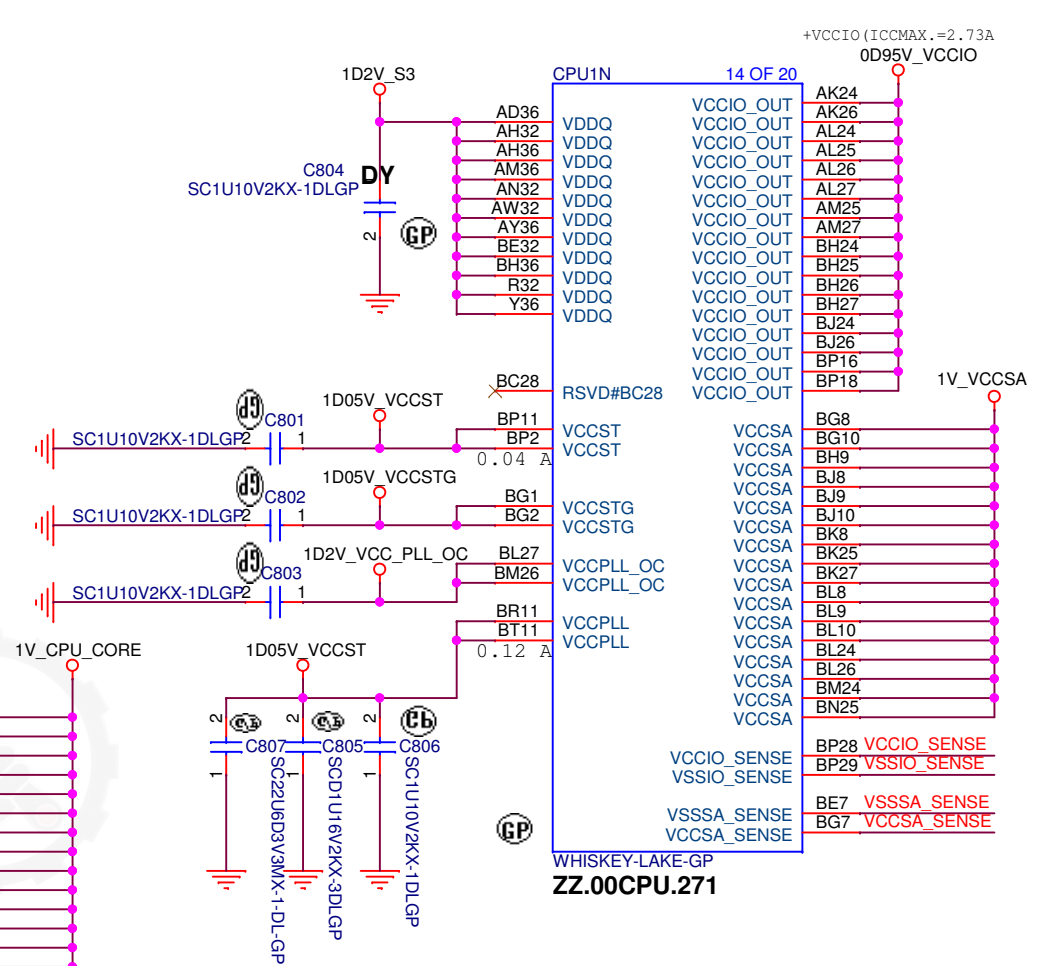 +VCCIO(ICCMAX.=2.73A
0D95V_VCCIO
1D2V_S3
CPU1N 14 OF 20
AD36 VDDQ
AH32 VDDQ
AH36 VDDQ
AM36 VDDQ
AN32 VDDQ
AW32 VDDQ
AY36 VDDQ
BE32 VDDQ
BH36 VDDQ
R32 VDDQ
Y36 VDDQ
VCCIO_OUT AK24
VCCIO_OUT AK26
VCCIO_OUT AL24
VCCIO_OUT AL25
VCCIO_OUT AL26
VCCIO_OUT AL27
VCCIO_OUT AM25
VCCIO_OUT AM27
VCCIO_OUT BH24
VCCIO_OUT BH25
VCCIO_OUT BH26
VCCIO_OUT BH27
VCCIO_OUT BJ24
VCCIO_OUT BJ26
VCCIO_OUT BP16
VCCIO_OUT BP18
C804 DY
SC1U10V2KX-1DLGP
2
GP
BC28 RSVD#BC28
1V_VCCSA
GP
C801
SC1U10V2KX-1DLGP 2 1
1D05V_VCCST
BP11 VCCST
BP2 VCCST
0.04 A
GP
C802
SC1U10V2KX-1DLGP 2 1
1D05V_VCCSTG
BG1 VCCSTG
BG2 VCCSTG
GP
C803
SC1U10V2KX-1DLGP 2 1
1D2V_VCC_PLL_OC
BL27 VCCPLL_OC
BM26 VCCPLL_OC
BR11 VCCPLL
BT11 VCCPLL
0.12 A
VCCSA BG8
VCCSA BG10
VCCSA BH9
VCCSA BJ8
VCCSA BJ9
VCCSA BJ10
VCCSA BK8
VCCSA BK25
VCCSA BK27
VCCSA BL8
VCCSA BL9
VCCSA BL10
VCCSA BL24
VCCSA BL26
VCCSA BM24
VCCSA BN25
1V_CPU_CORE
1D05V_VCCST
2 2 2
GP
C807 C805 C806
1 1 1
SC22U6D3V3MX-1-DL-GP
SCD1U16V2KX-3DLGP
SC1U10V2KX-1DLGP
VCCIO_SENSE BP28 VCCIO_SENSE
VSSIO_SENSE BP29 VSSIO_SENSE
VSSSA_SENSE BE7 VSSSA_SENSE
VCCSA_SENSE BG7 VCCSA_SENSE
GP
WHISKEY-LAKE-GP
ZZ.00CPU.271